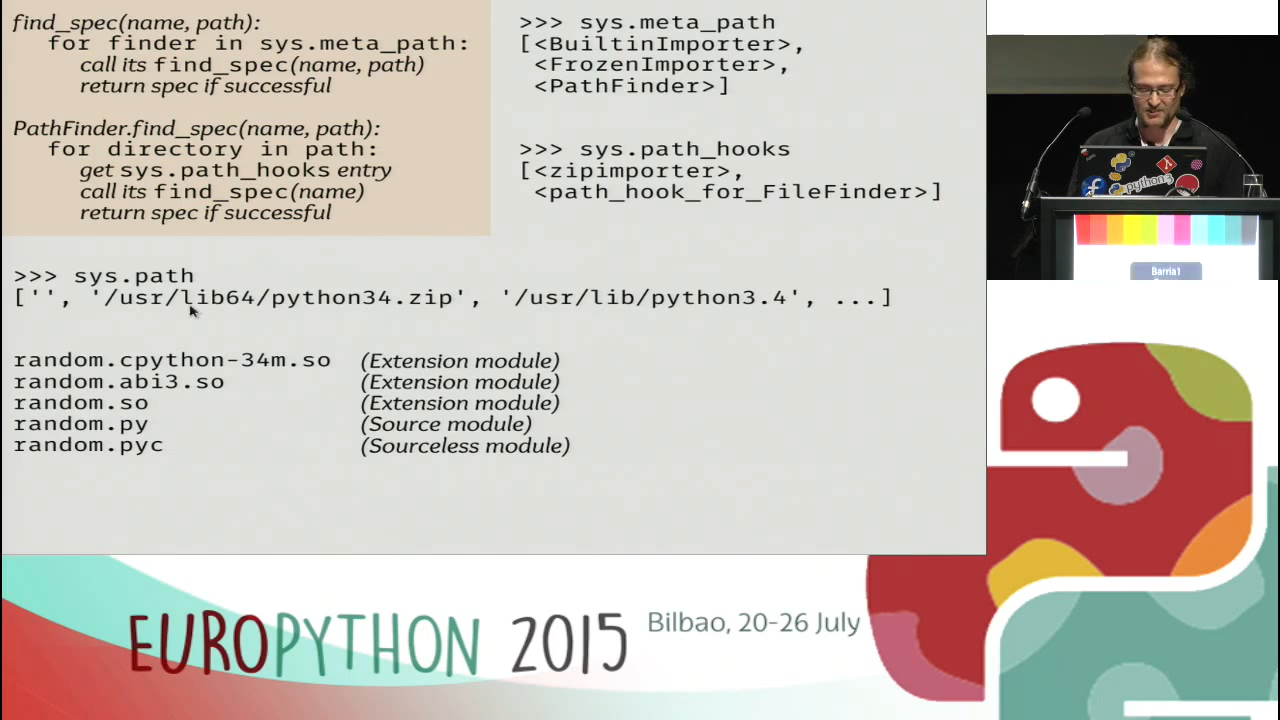 find_spec(name, path):
for finder in sys.meta_path:
call its find_spec(name, path)
return spec if successful
PathFinder.find_spec(name, path):
for directory in path:
get sys.path_hooks entry
call its find_spec(name)
return spec if successful
>>> sys.meta_path
[<BuiltinImporter>,
<FrozenImporter>,
<PathFinder>]
>>> sys.path_hooks
[<zipimporter>,
<path_hook_for_FileFinder>]
>>> sys.path
['', '/usr/lib64/python34.zip', '/usr/lib/python3.4', ...]
random.cpython-34m.so (Extension module)
random.abi3.so (Extension module)
random.so (Extension module)
random.py (Source module)
random.pyc (Sourceless module)
python3
Barria1
EUROPYTHON 2015
Bilbao, 20-26 July